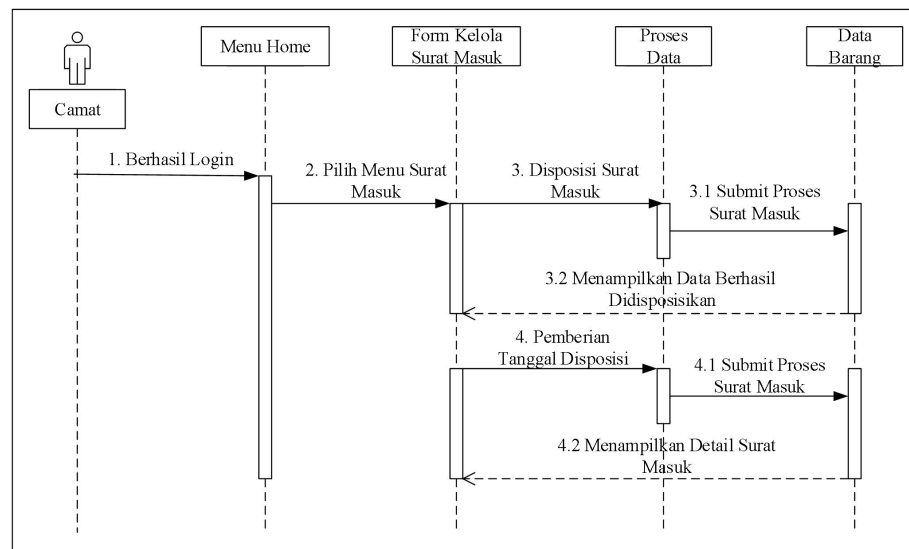 Camat
Menu Home
Form Kelola
Surat Masuk
Proses
Data
Data
Barang
1. Berhasil Login
2. Pilih Menu Surat
Masuk
3. Disposisi Surat
Masuk
3.1 Submit Proses
Surat Masuk
3.2 Menampilkan Data Berhasil
Didisposisikan
4. Pemberian
Tanggal Disposisi
4.1 Submit Proses
Surat Masuk
4.2 Menampilkan Detail Surat
Masuk